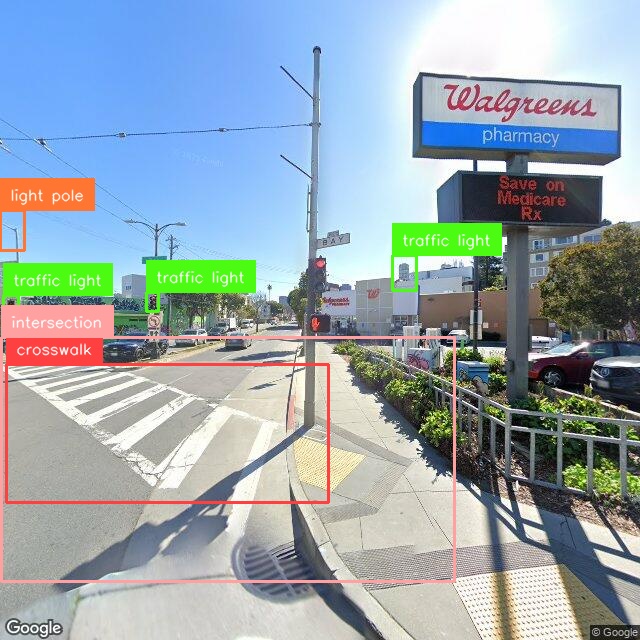 Walgreens
pharmacy
Save on
Medicare
Rx
light pole
BAY
traffic light
traffic light
traffic light
intersection
crosswalk
Walgreens
Google
© Google